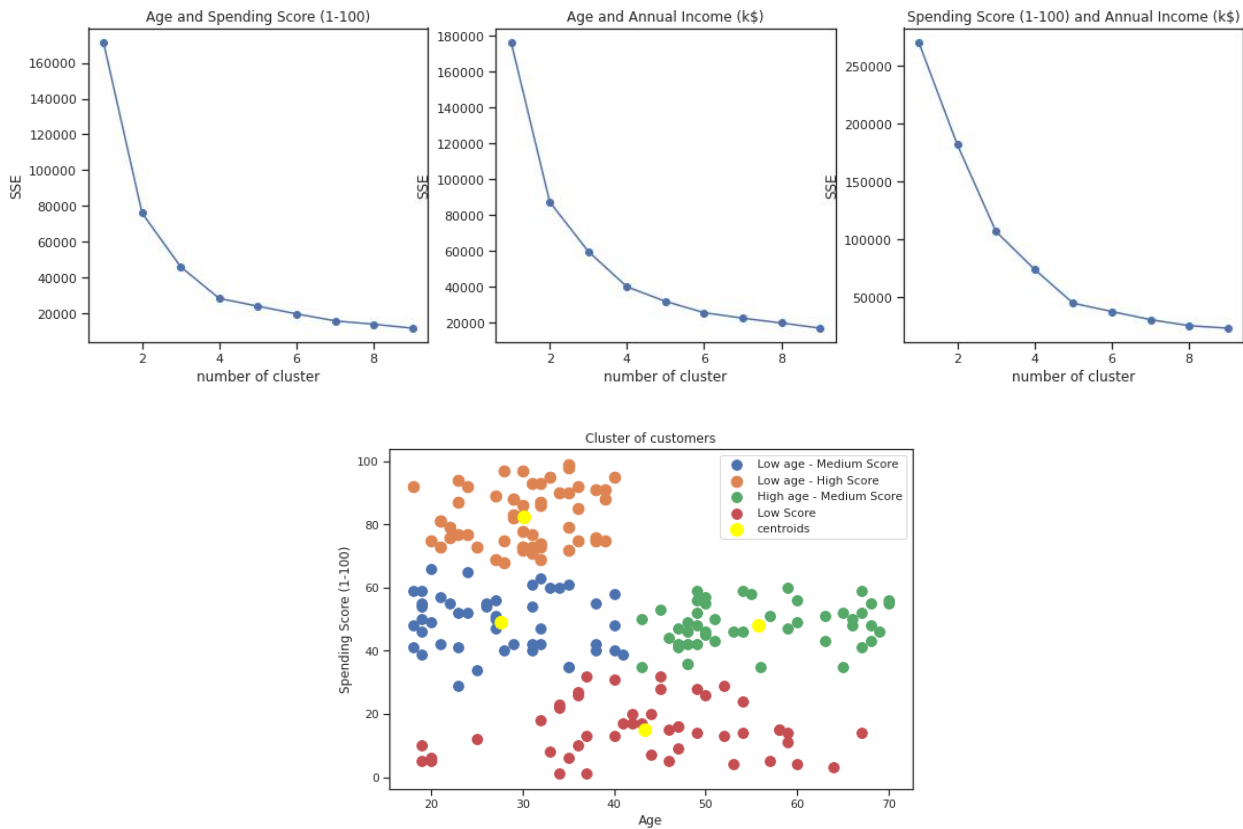 Age and Spending Score (1-100)
160000
140000
120000
100000
80000
60000
40000
20000
SSE
2
4
6
8
number of cluster
Age and Annual Income (k$)
180000
160000
140000
120000
100000
80000
60000
40000
20000
SSE
2
4
6
8
number of cluster
Spending Score (1-100) and Annual Income (k$)
250000
200000
150000
100000
50000
SSE
2
4
6
8
number of cluster
Cluster of customers
100
80
60
40
20
0
Spending Score (1-100)
Low age - Medium Score
Low age - High Score
High age - Medium Score
Low Score
centroids
20
30
40
50
60
70
Age